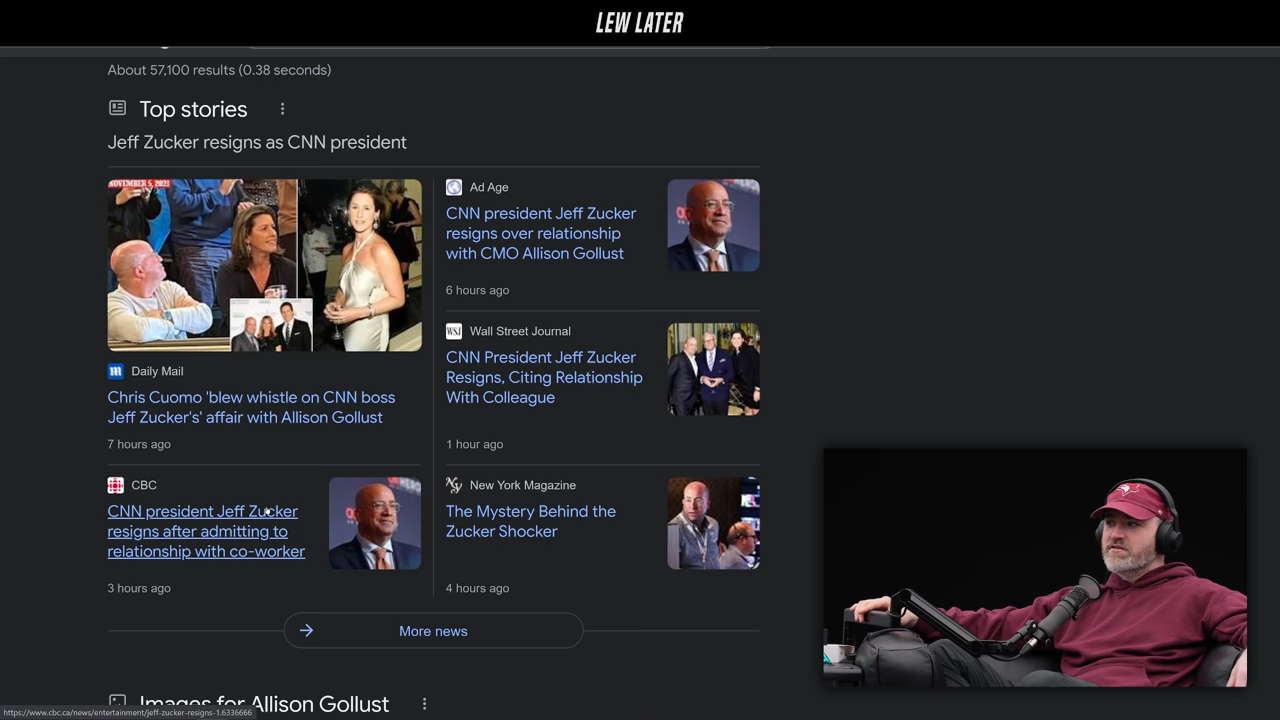 LEW LATER
About 57,100 results (0.38 seconds)
Top stories
Jeff Zucker resigns as CNN president
NOVEMBER 5, 2021
Daily Mail
Chris Cuomo 'blew whistle on CNN boss
Jeff Zucker's' affair with Allison Gollust
7 hours ago
CBC
CNN president Jeff Zucker
resigns after admitting to
relationship with co-worker
3 hours ago
Ad Age
CNN president Jeff Zucker
resigns over relationship
with CMO Allison Gollust
6 hours ago
WSJ
Wall Street Journal
CNN President Jeff Zucker
Resigns, Citing Relationship
With Colleague
1 hour ago
New York Magazine
The Mystery Behind the
Zucker Shocker
4 hours ago
More news
Images for Allison Gollust
https://www.cbc.ca/news/entertainment/jeff-zucker-resigns-1.6336666